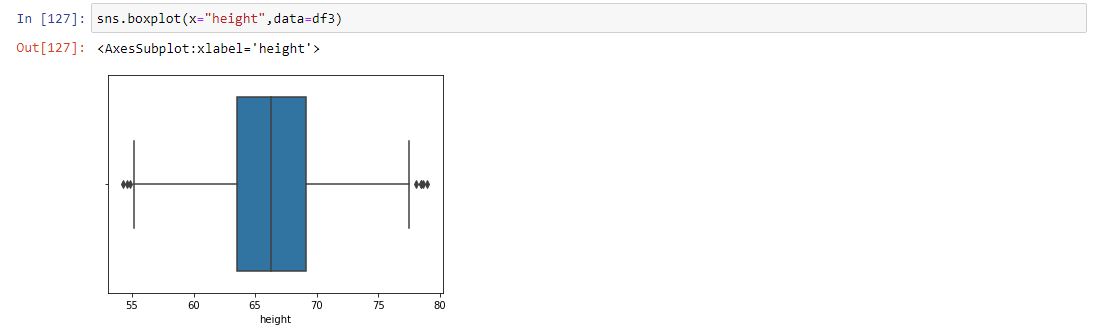 In [127]: sns.boxplot(x="height",data=df3)
Out[127]: <AxesSubplot:xlabel='height'>
55 60 65 70 75 80
height